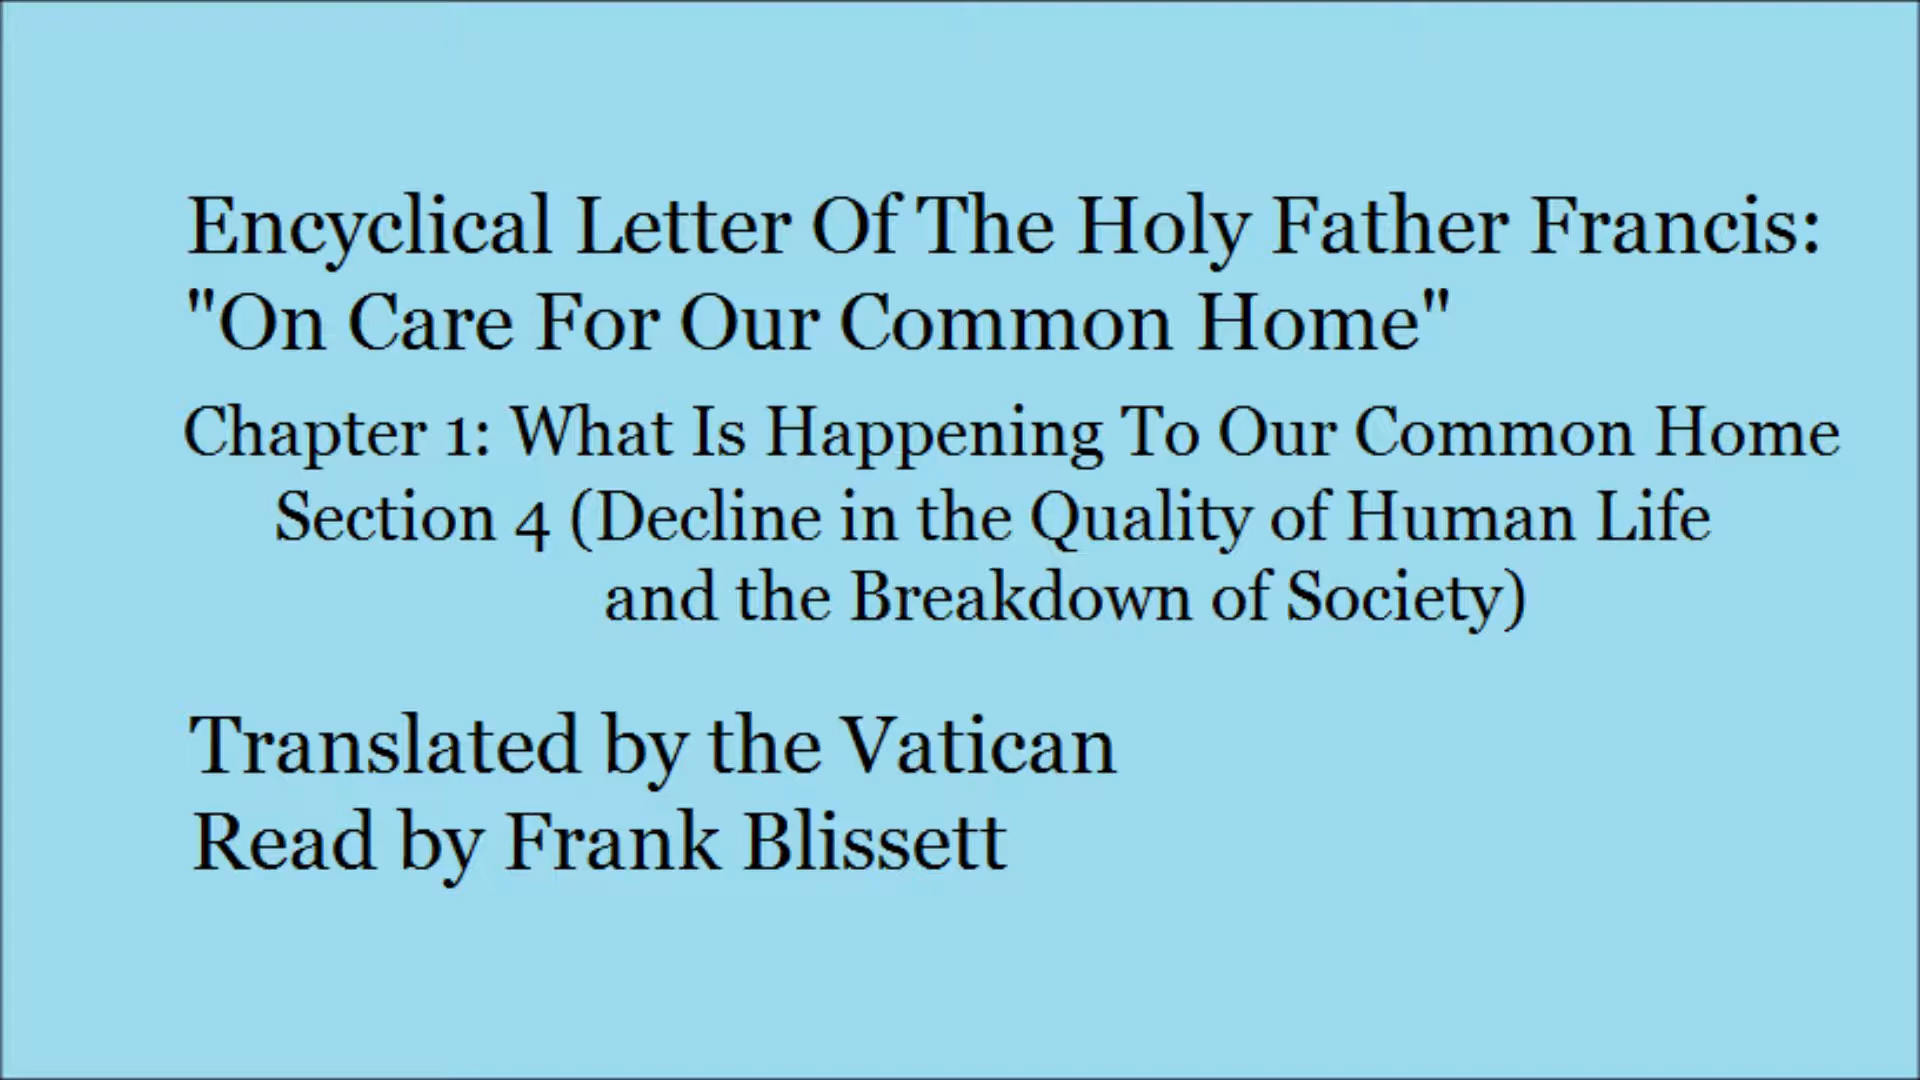 Encyclical Letter Of The Holy Father Francis:
"On Care For Our Common Home"
Chapter 1: What Is Happening To Our Common Home
Section 4 (Decline in the Quality of Human Life
and the Breakdown of Society)
Translated by the Vatican
Read by Frank Blissett